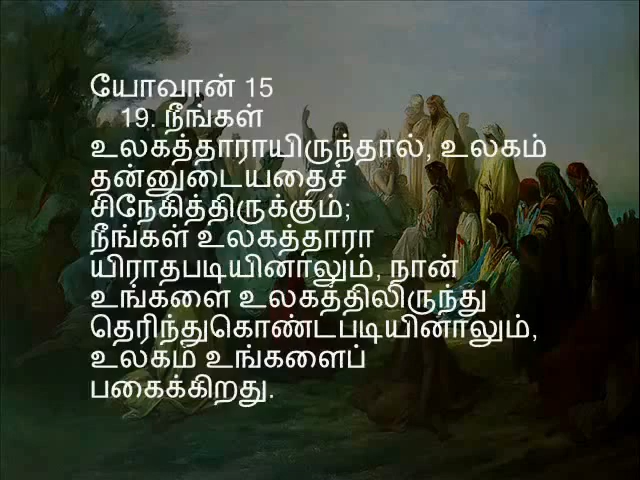 யோவான் 15
19. நீங்கள்
உலகத்தாராயிருந்தால், உலகம்
தன்னுடையதைச்
சிநேகித்திருக்கும்;
நீங்கள் உலகத்தாரா
யிராதபடியினாலும், நான்
உங்களை உலகத்திலிருந்து
தெரிந்துகொண்டபடியினாலும்,
உலகம் உங்களைப்
பகைக்கிறது.